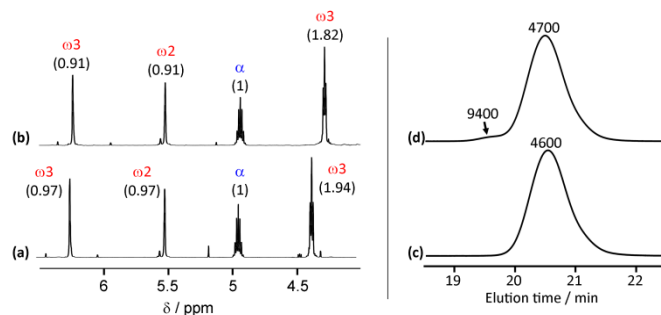 ω3
(0.91)
ω2
(0.91)
α
(1)
ω3
(1.82)
(b)
ω3
(0.97)
ω2
(0.97)
α
(1)
ω3
(1.94)
(a)
6
5.5
5
4.5
δ / ppm
4700
9400
(d)
4600
(c)
19
20
21
22
Elution time / min